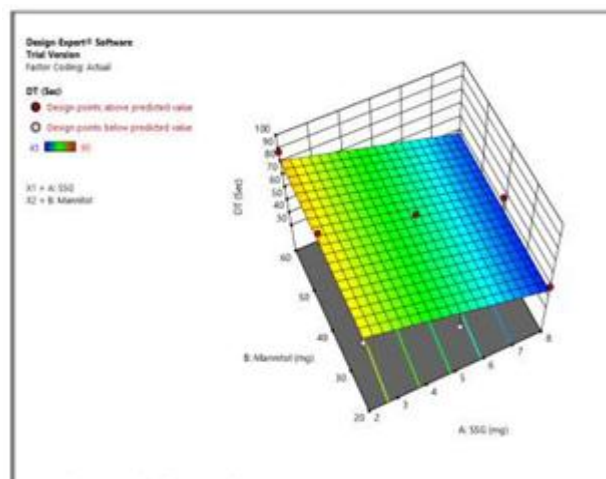 Design-Expert® Software
Trial Version
Factor Coding: Actual
DT (Sec)
Design points above predicted value
Design points below predicted value
X1 = A: SSG
X2 = B: Mannitol
100
90
80
70
60
50
40
30
DT (Sec)
60
50
40
30
20
B: Mannitol (mg)
2
3
4
5
6
7
8
A: SSG (mg)